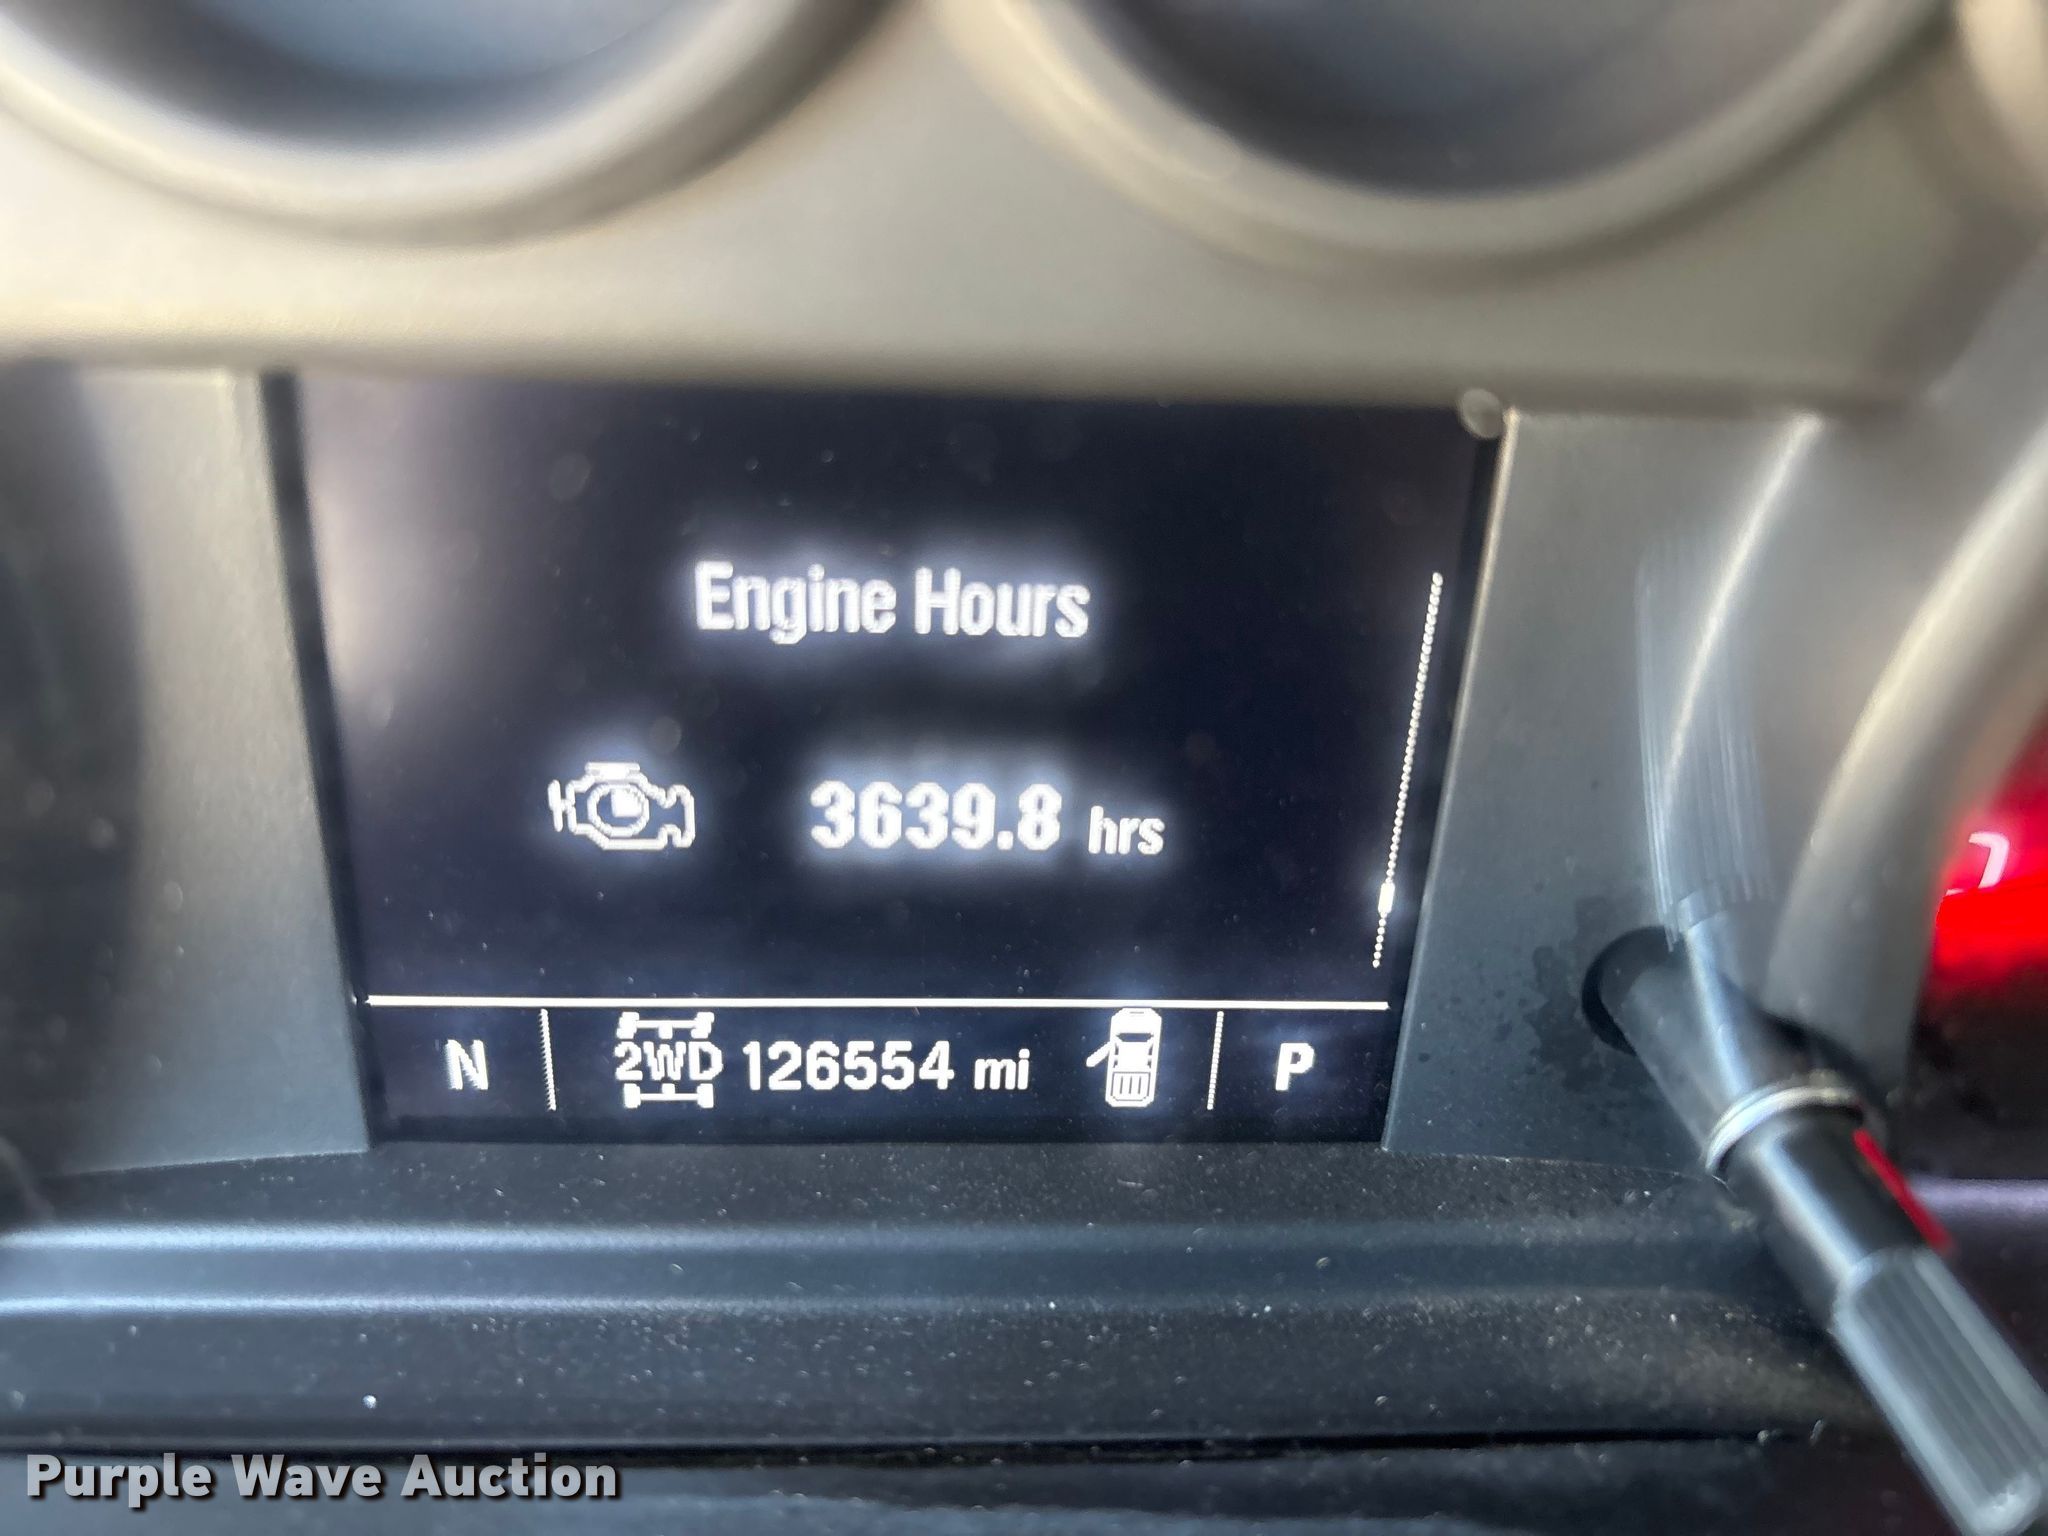 Engine Hours
3639.8 hrs
N 2WD 126554 mi P
Purple Wave Auction